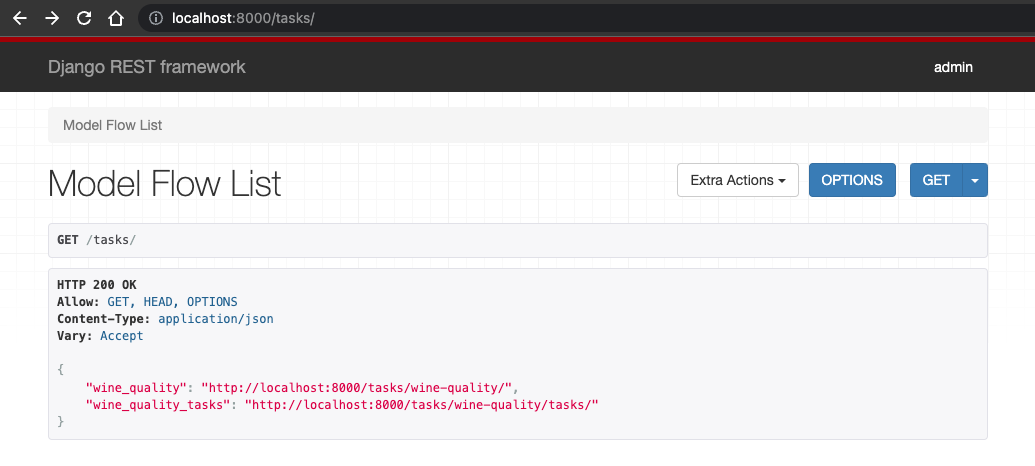 localhost:8000/tasks/
Django REST framework admin
Model Flow List
Model Flow List Extra Actions OPTIONS GET
GET /tasks/
HTTP 200 OK
Allow: GET, HEAD, OPTIONS
Content-Type: application/json
Vary: Accept
{
"wine_quality": "http://localhost:8000/tasks/wine-quality/",
"wine_quality_tasks": "http://localhost:8000/tasks/wine-quality/tasks/"
}